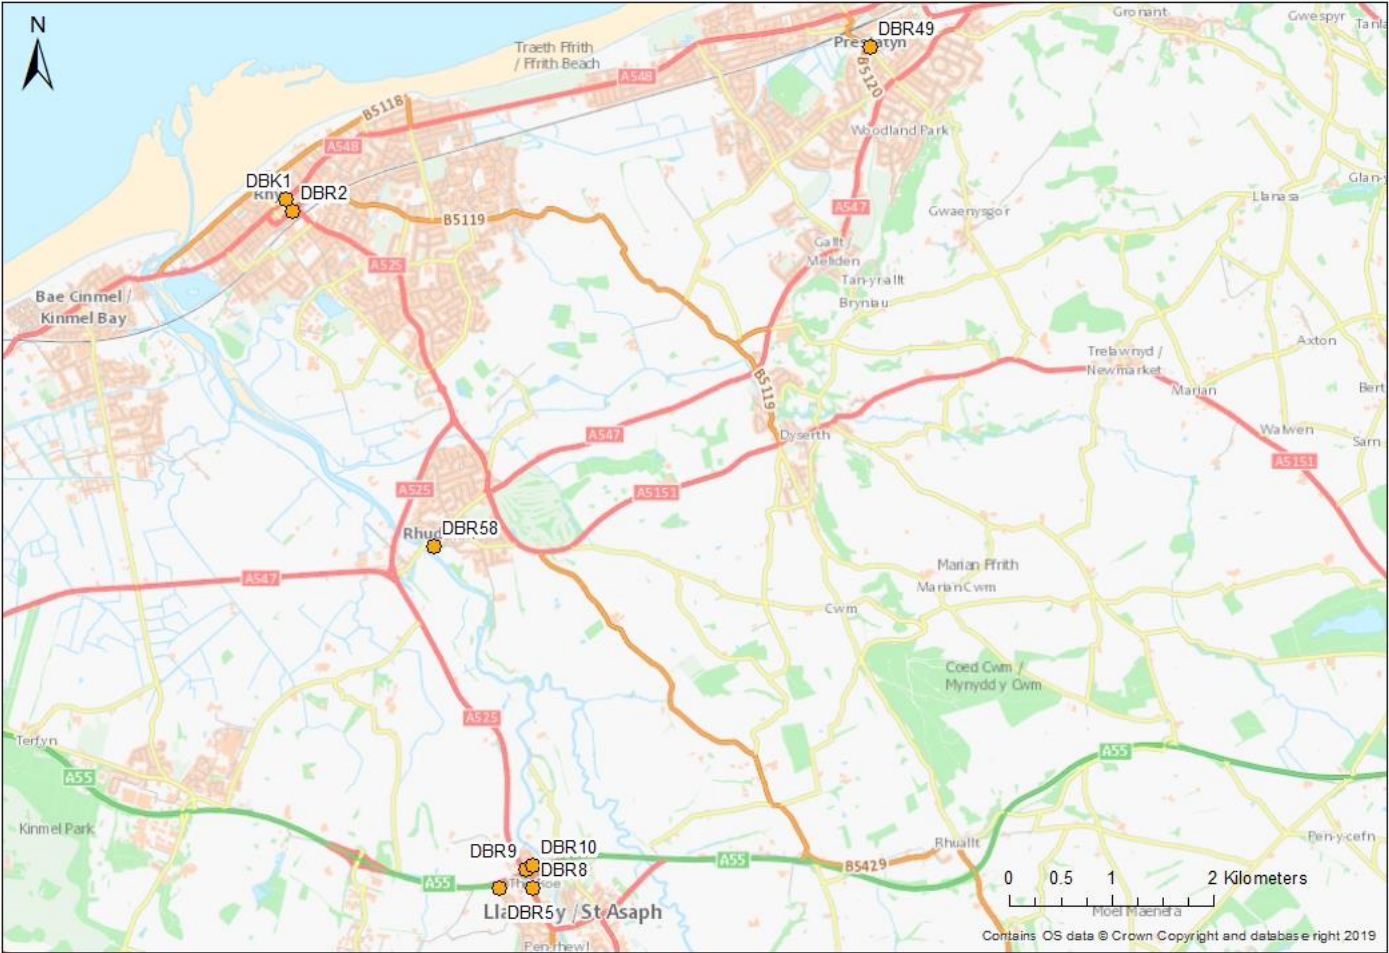 N
Traeth Ffrith
/ Ffrith Beach
A548
B5118
A548
DBR49
B5120
Gronant
Gwespyr
Woodland Park
A547
Gwaenysgor
Llanasa
DBK1
DBR2
B5119
A525
Bae Cinmel /
Kinmel Bay
Gallt
Meliden
Tan-yr-allt
Bryniau
Axton
Trelawnyd /
Newmarket
Marian
B5119
A547
Dyserth
Walwen
Sarn
A5151
A525
A5151
DBR58
A547
Marian Ffrith
Marian Cwm
Cwm
Coed Cwm /
Mynydd y Cwm
A525
Terfyn
A55
A55
Kinmel Park
Rhuallt
Pen-y-cefn
DBR9
DBR10
DBR8
A55
B5429
A55
DBR5
/ St Asaph
0 0.5 1 2 Kilometers
Moel Maenefa
Contains OS data © Crown Copyright and database right 2019